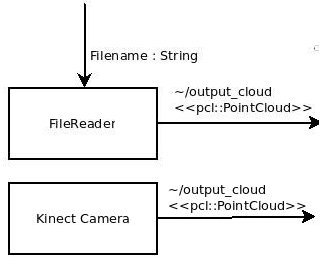 Filename : String
~/output_cloud
<<pcl::PointCloud>>
FileReader
~/output_cloud
<<pcl::PointCloud>>
Kinect Camera